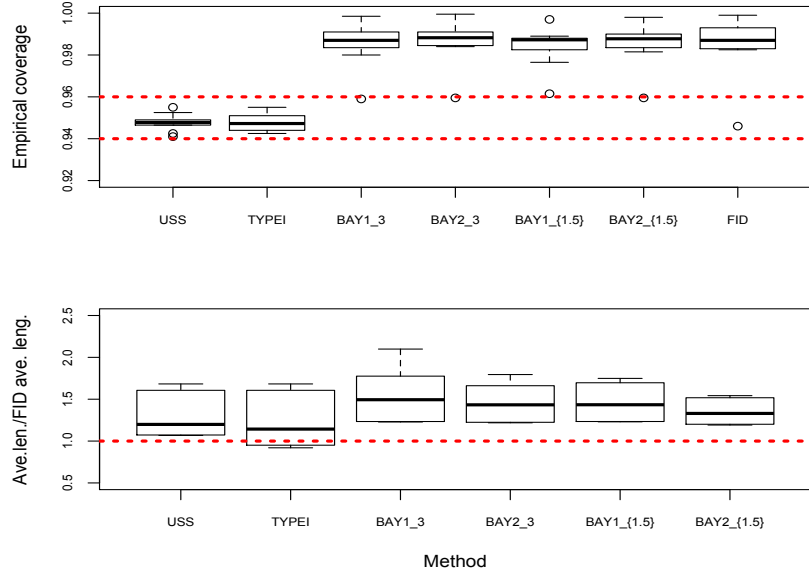 Empirical coverage
1.00
0.98
0.96
0.94
0.92
USS TYPEI BAY1_3 BAY2_3 BAY1_{1.5} BAY2_{1.5} FID
Ave.len./FID ave. leng.
2.5
2.0
1.5
1.0
0.5
USS TYPEI BAY1_3 BAY2_3 BAY1_{1.5} BAY2_{1.5}
Method